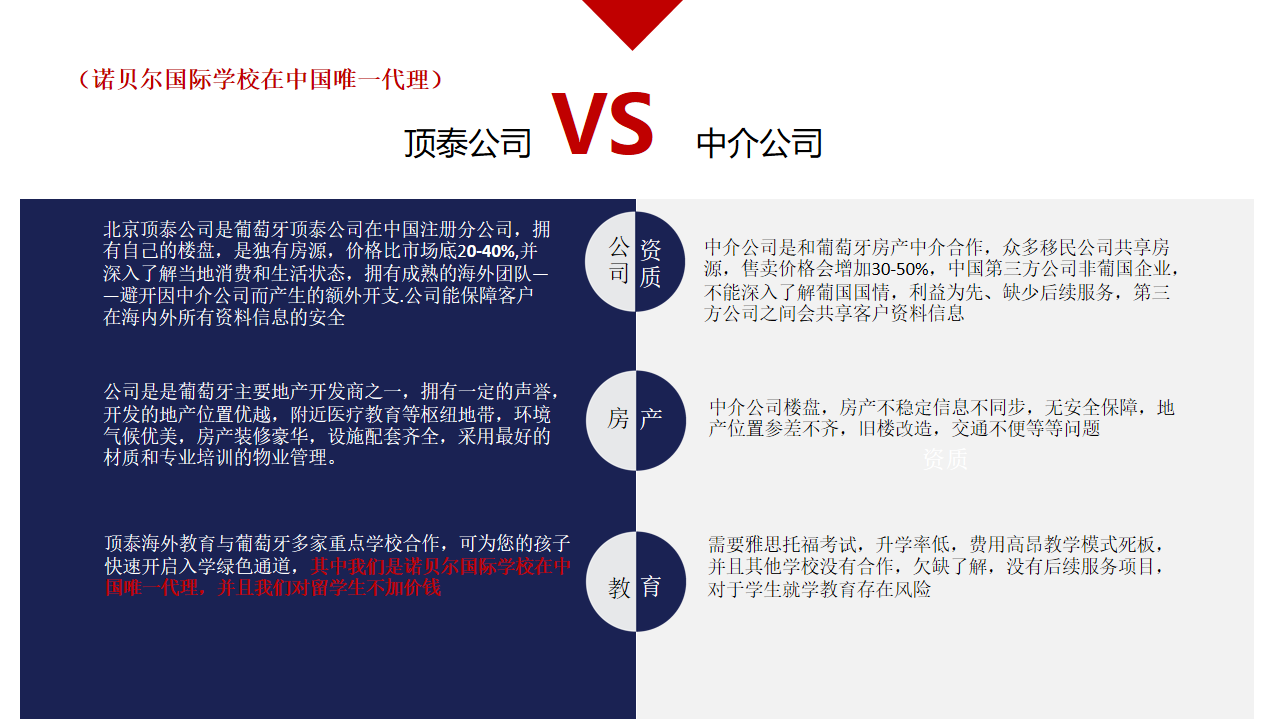 （诺贝尔国际学校在中国唯一代理）
顶泰公司
VS
中介公司
北京顶泰公司是葡萄牙顶泰公司在中国注册分公司，拥
有自己的楼盘，是独有房源，价格比市场底20-40%,并
深入了解当地消费和生活状态，拥有成熟的海外团队—
—避开因中介公司而产生的额外开支.公司能保障客户
在海内外所有资料信息的安全
公司
资质
中介公司是和葡萄牙房产中介合作，众多移民公司共享房
源，售卖价格会增加30-50%，中国第三方公司非葡国企业，
不能深入了解葡国国情，利益为先、缺少后续服务，第三
方公司之间会共享客户资料信息
公司是是葡萄牙主要地产开发商之一，拥有一定的声誉，
开发的地产位置优越，附近医疗教育等枢纽地带，环境
气候优美，房产装修豪华，设施配套齐全，采用最好的
材质和专业培训的物业管理。
房产
中介公司楼盘，房产不稳定信息不同步，无安全保障，地
产位置参差不齐，旧楼改造，交通不便等等问题
资质
顶泰海外教育与葡萄牙多家重点学校合作，可为您的孩子
快速开启入学绿色通道，其中我们是诺贝尔国际学校在中
国唯一代理，并且我们对留学生不加价钱
教育
需要雅思托福考试，升学率低，费用高昂教学模式死板，
并且其他学校没有合作，欠缺了解，没有后续服务项目，
对于学生就学教育存在风险